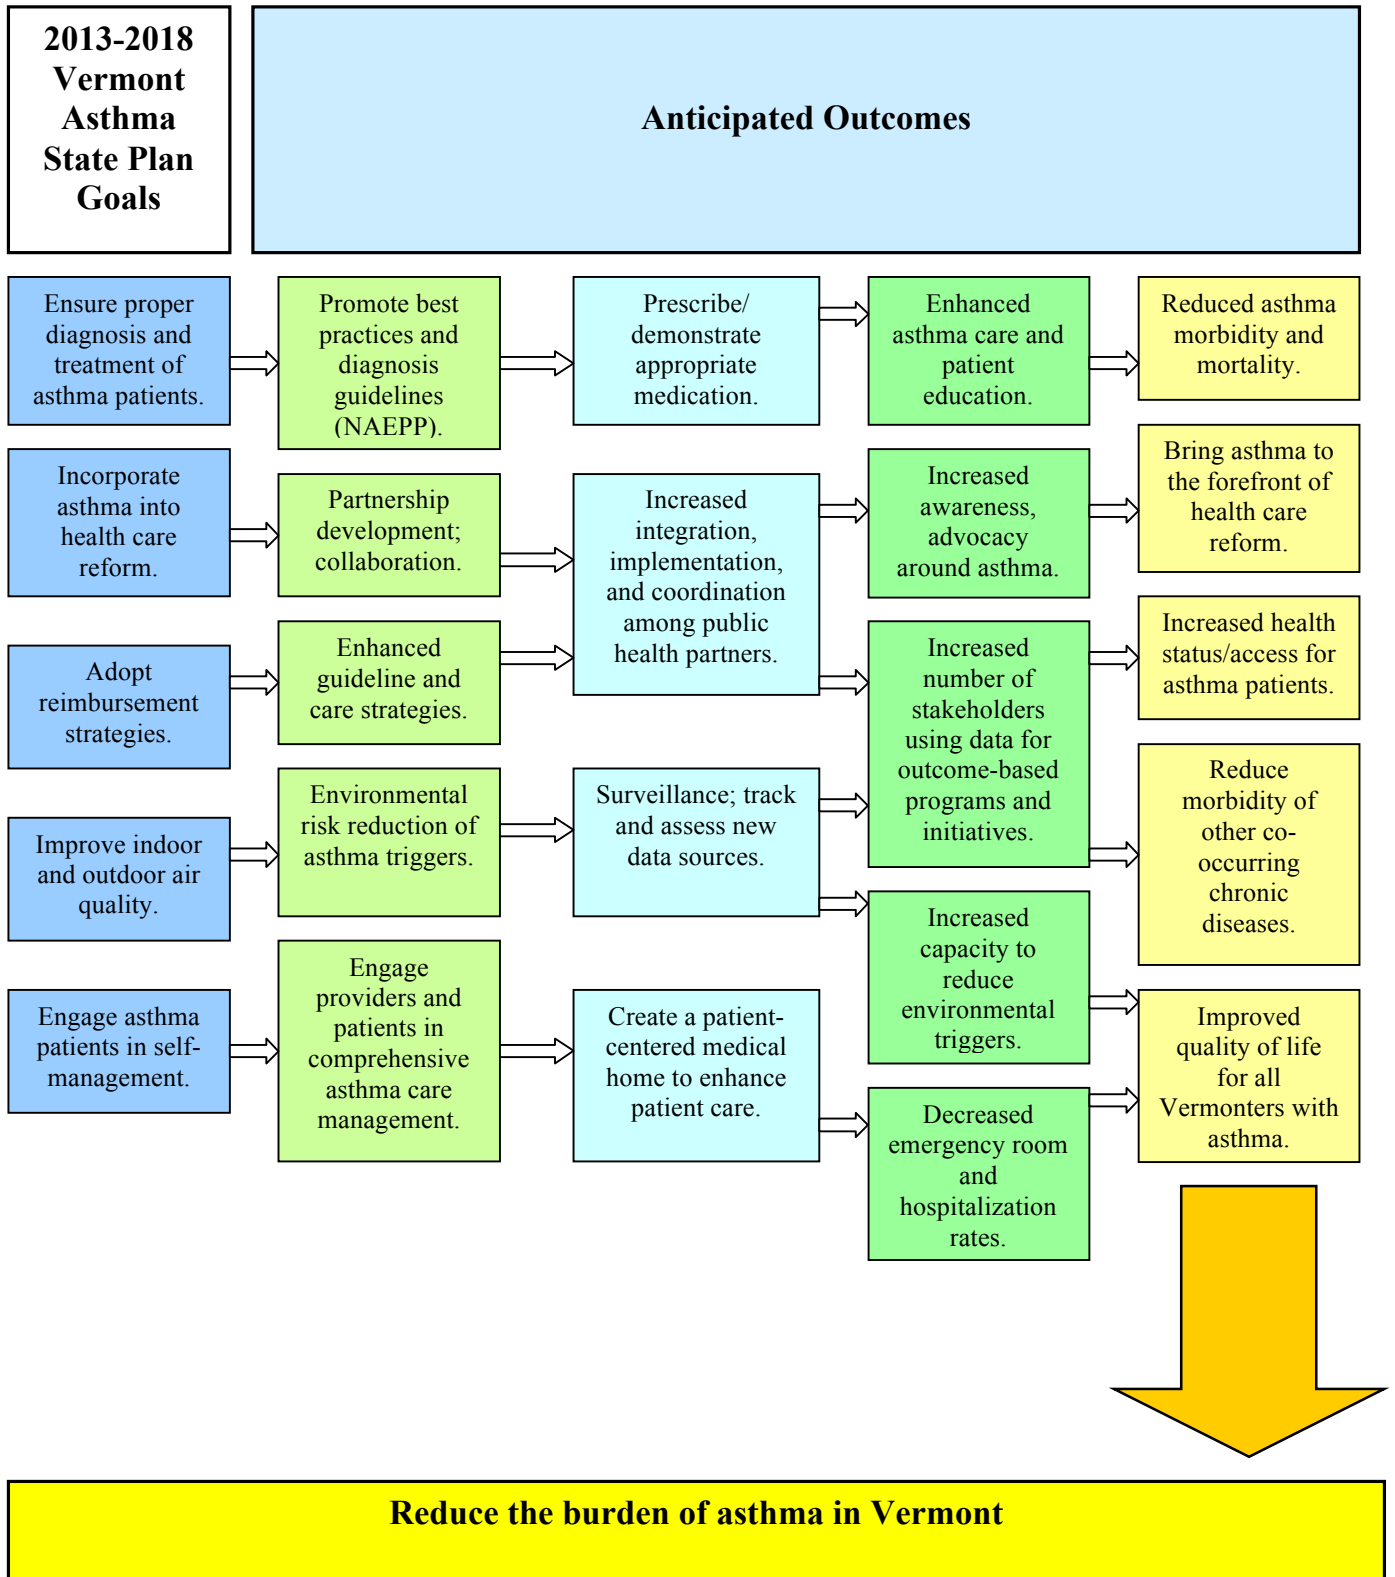 2013-2018
Vermont
Asthma
State Plan
Goals
Anticipated Outcomes
Ensure proper
diagnosis and
treatment of
asthma patients.
Promote best
practices and
diagnosis
guidelines
(NAEPP).
Prescribe/
demonstrate
appropriate
medication.
Enhanced
asthma care and
patient
education.
Reduced asthma
morbidity and
mortality.
Incorporate
asthma into
health care
reform.
Partnership
development;
collaboration.
Increased
integration,
implementation,
and coordination
among public
health partners.
Increased
awareness,
advocacy
around asthma.
Bring asthma to
the forefront of
health care
reform.
Adopt
reimbursement
strategies.
Enhanced
guideline and
care strategies.
Increased
number of
stakeholders
using data for
outcome-based
programs and
initiatives.
Increased health
status/access for
asthma patients.
Improve indoor
and outdoor air
quality.
Environmental
risk reduction of
asthma triggers.
Surveillance; track
and assess new
data sources.
Reduce
morbidity of
other co-
occurring
chronic
diseases.
Increased
capacity to
reduce
environmental
triggers.
Engage asthma
patients in self-
management.
Engage
providers and
patients in
comprehensive
asthma care
management.
Create a patient-
centered medical
home to enhance
patient care.
Decreased
emergency room
and
hospitalization
rates.
Improved
quality of life
for all
Vermonters with
asthma.
Reduce the burden of asthma in Vermont